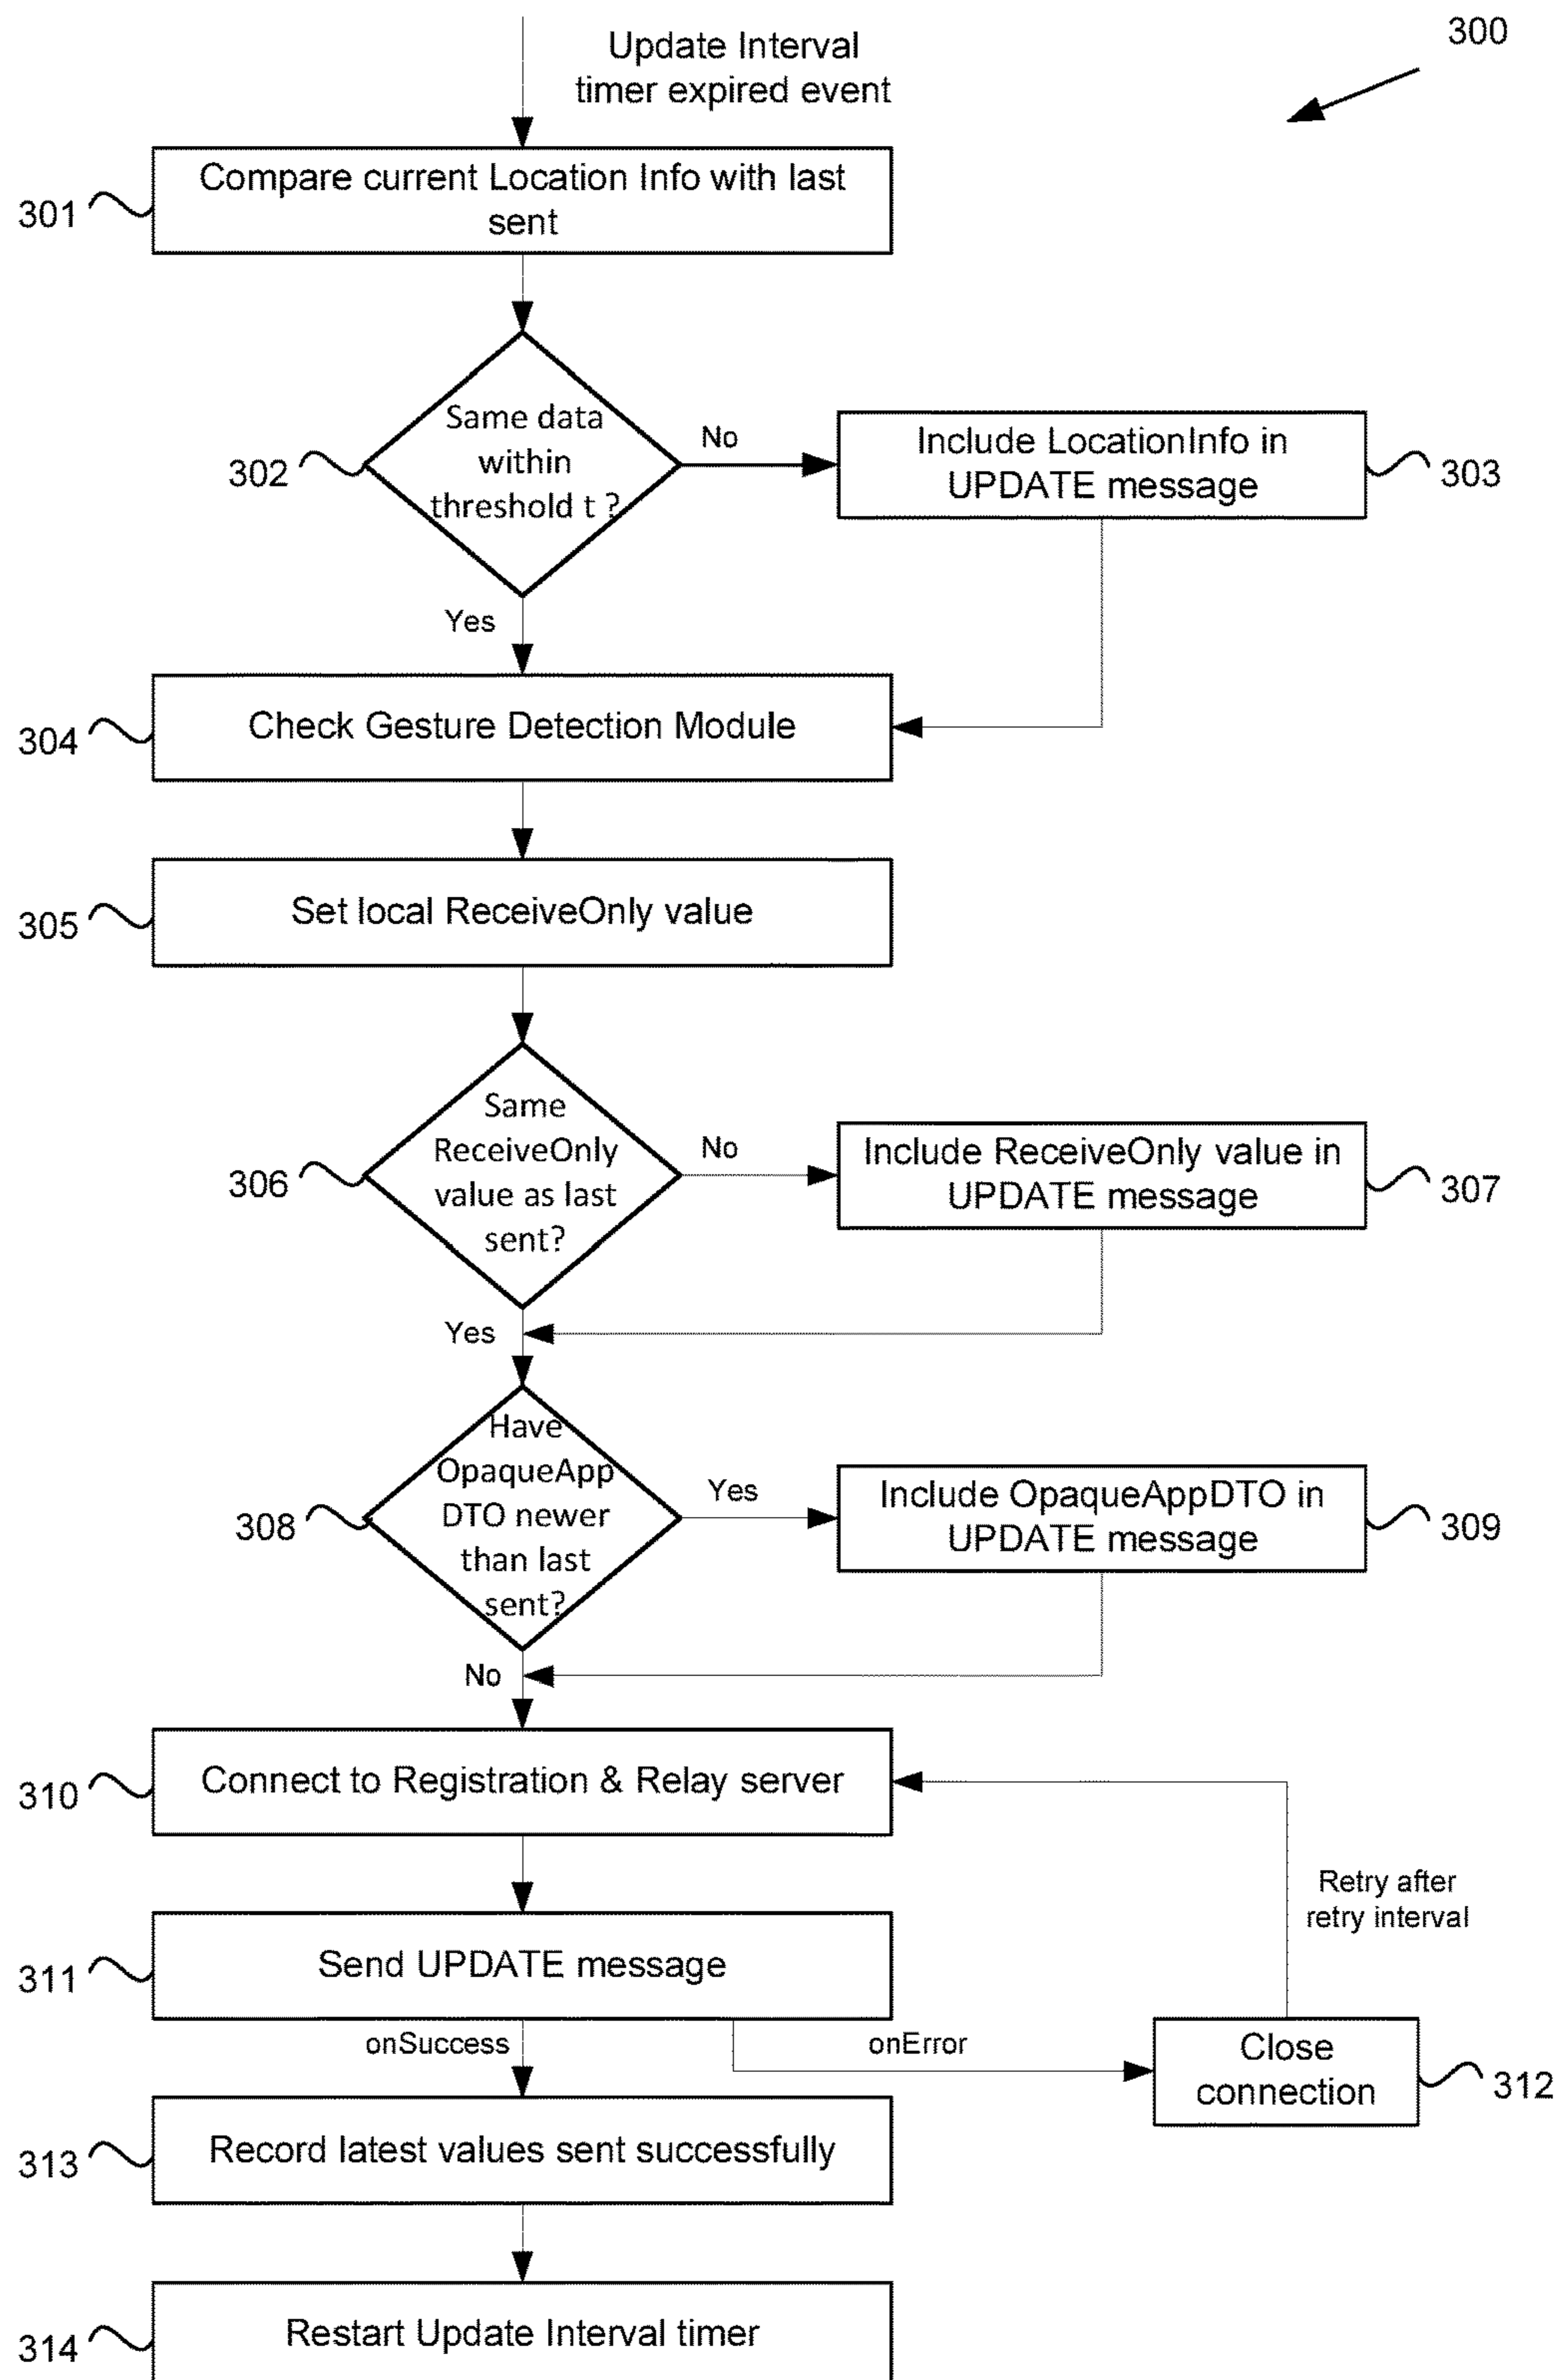 Update Interval
timer expired event
300
Compare current Location Info with last
sent
301
Same data
within
threshold t ?
302
No
Include LocationInfo in
UPDATE message
303
Yes
Check Gesture Detection Module
304
Set local ReceiveOnly value
305
Same
ReceiveOnly
value as last
sent?
306
No
Include ReceiveOnly value in
UPDATE message
307
Yes
Have
OpaqueApp
DTO newer
than last
sent?
308
Yes
Include OpaqueAppDTO in
UPDATE message
309
No
Connect to Registration & Relay server
310
Retry after
retry interval
Send UPDATE message
311
onSuccess
onError
Close
connection
312
Record latest values sent successfully
313
Restart Update Interval timer
314